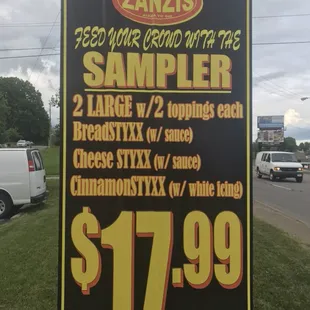 ZANZIS
FEED YOUR CROWD WITH THE
SAMPLER
2 LARGE w/2 toppings each
BreadSTYXX (w/ sauce)
Cheese STYXX (w/ sauce)
CinnamonSTYXX (w/ white icing)
$17.99